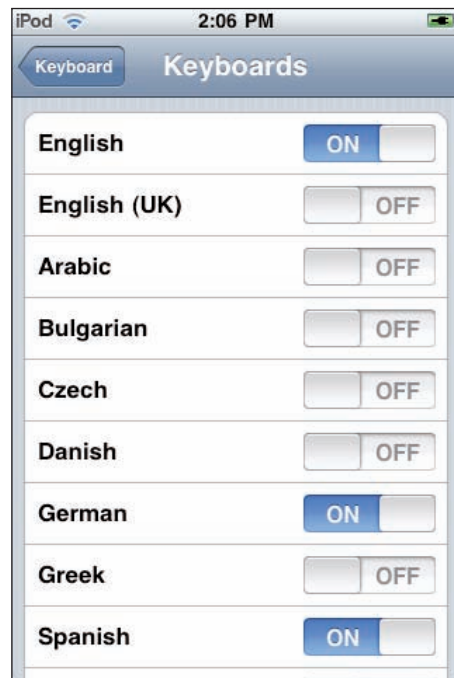 iPod 2:06 PM
Keyboard Keyboards
English ON
English (UK) OFF
Arabic OFF
Bulgarian OFF
Czech OFF
Danish OFF
German ON
Greek OFF
Spanish ON